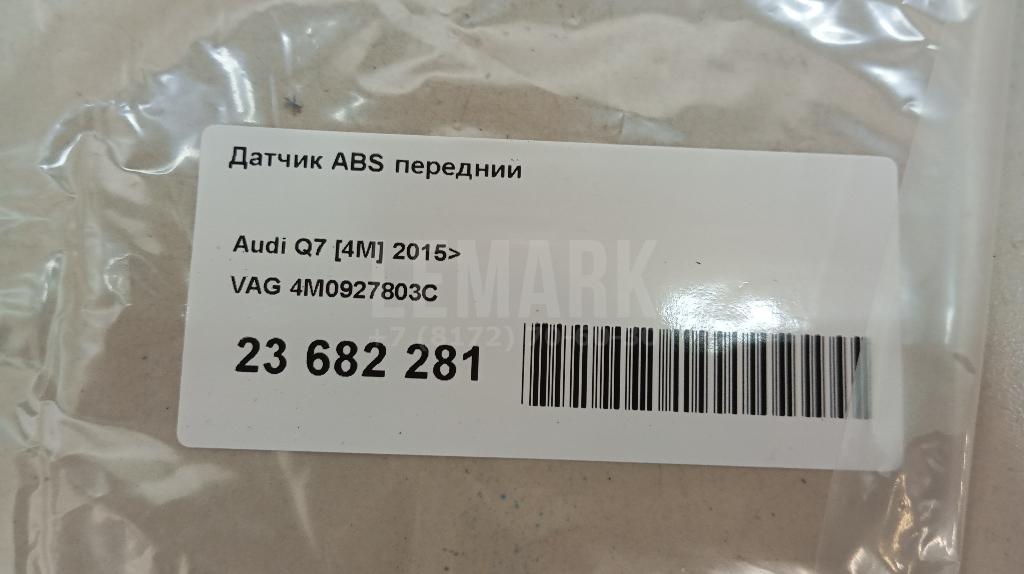 Датчик ABS передний
Audi Q7 [4M] 2015>
VAG 4M0927803C
LEMARK
23 682 281